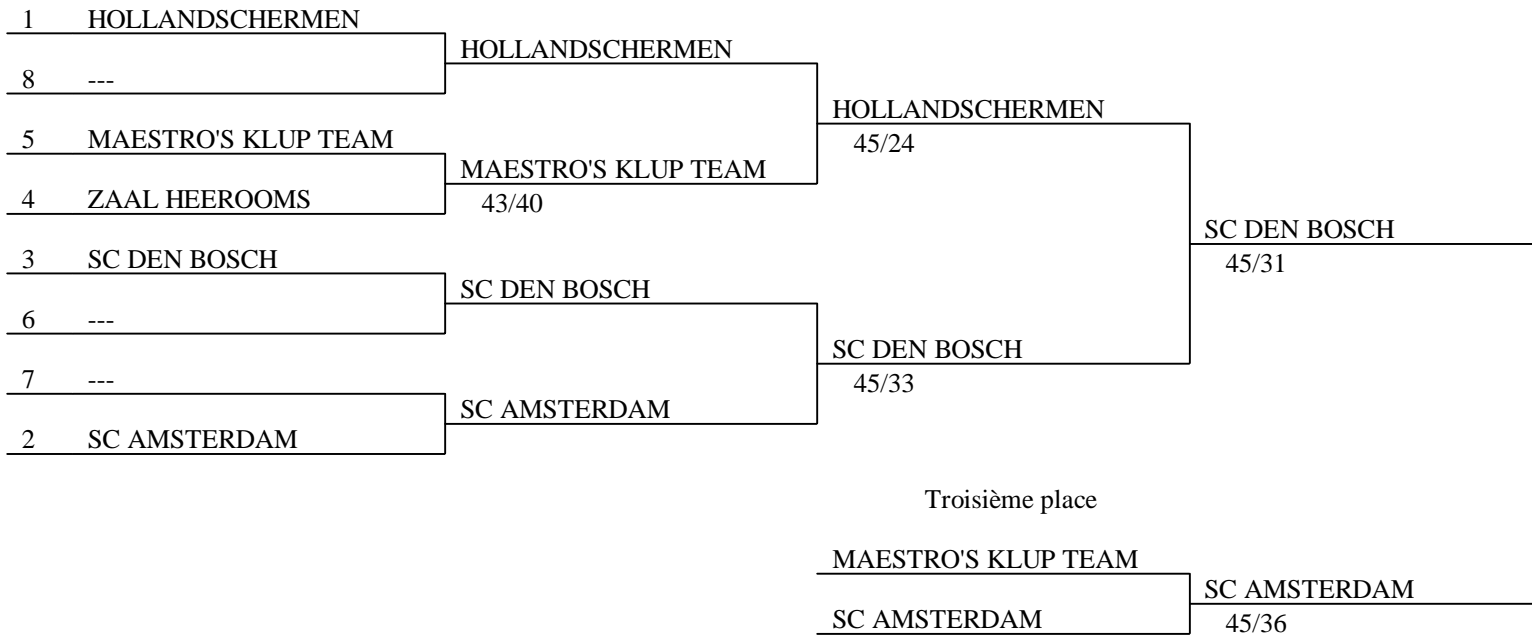 1 HOLLANDSCHERMEN
HOLLANDSCHERMEN
8 ---
HOLLANDSCHERMEN
45/24
5 MAESTRO'S KLUP TEAM
MAESTRO'S KLUP TEAM
43/40
4 ZAAL HEEROOMS
SC DEN BOSCH
45/31
3 SC DEN BOSCH
SC DEN BOSCH
6 ---
SC DEN BOSCH
45/33
7 ---
SC AMSTERDAM
2 SC AMSTERDAM
Troisième place
MAESTRO'S KLUP TEAM
SC AMSTERDAM
45/36
SC AMSTERDAM